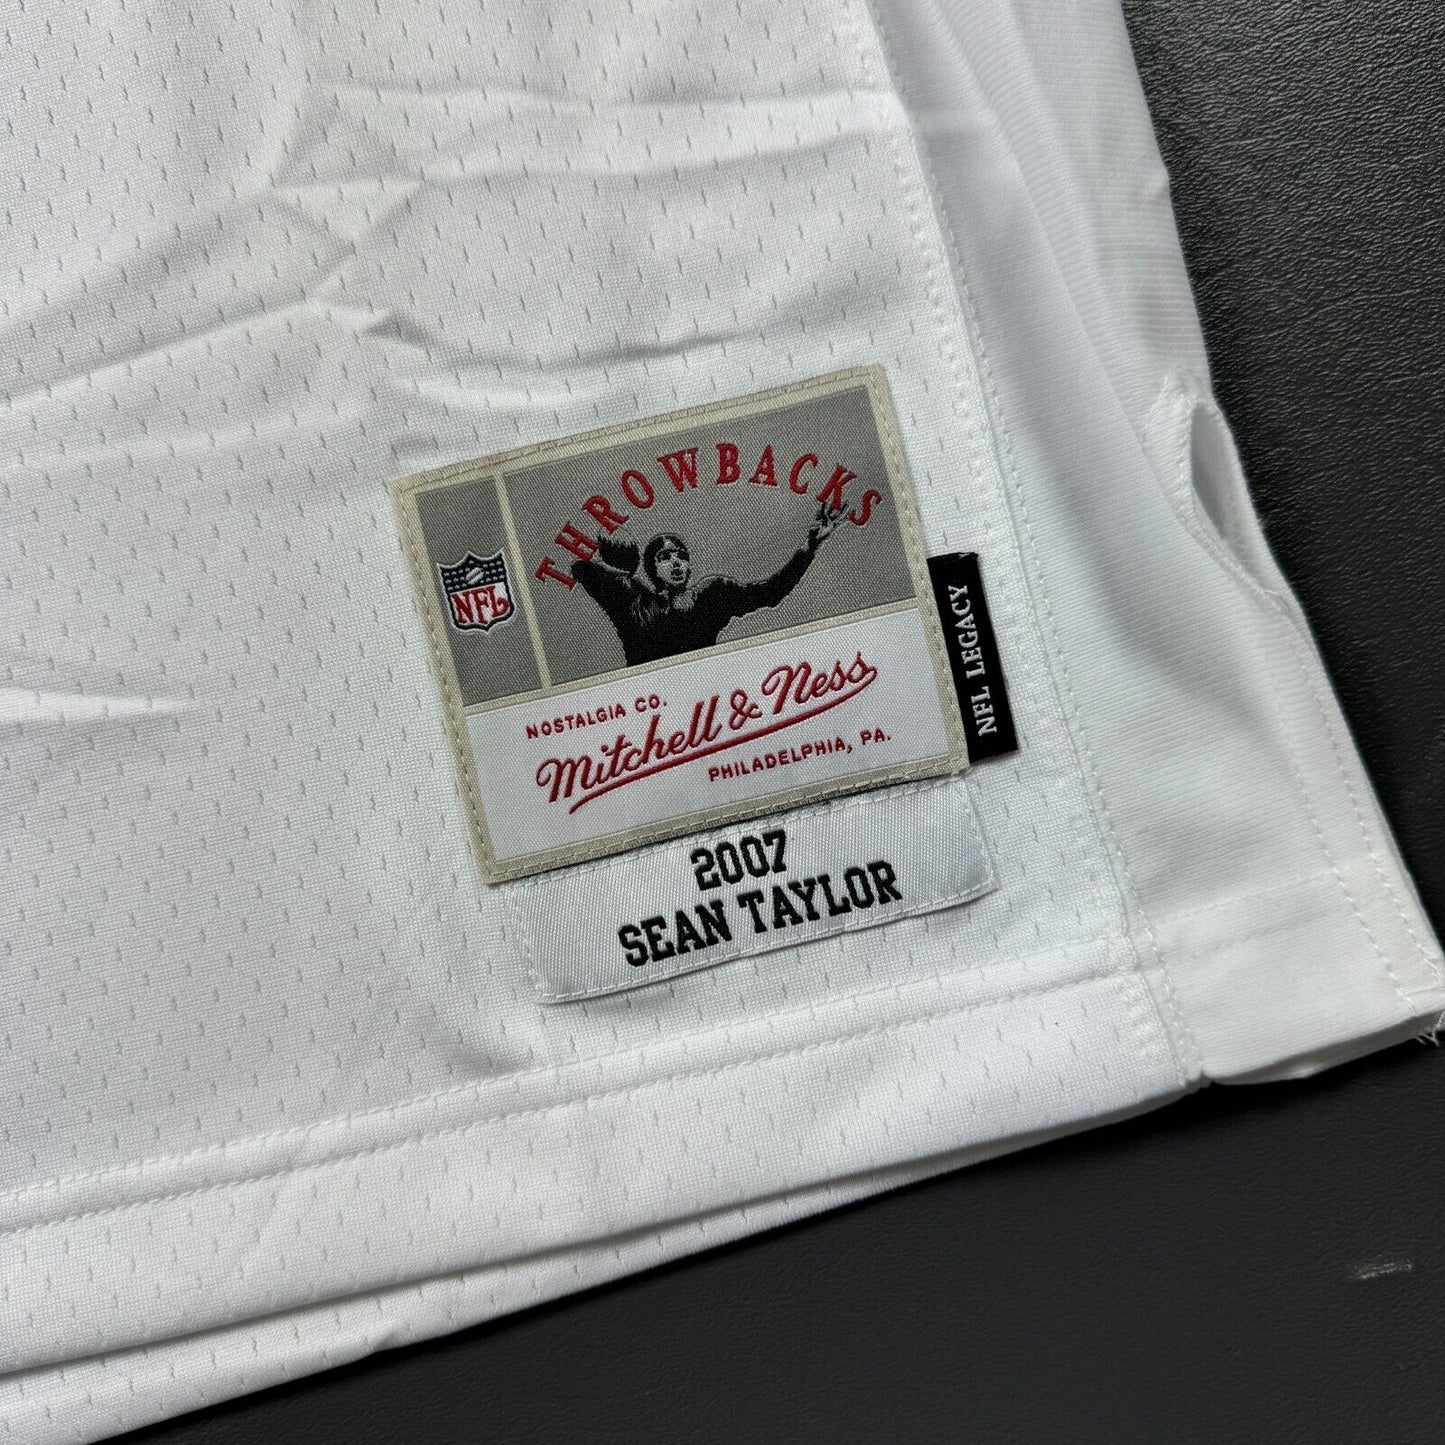 THROWBACKS
NFL
NOSTALGIA CO.
Mitchell & Ness
PHILADELPHIA, PA.
NFL LEGACY
2007
SEAN TAYLOR